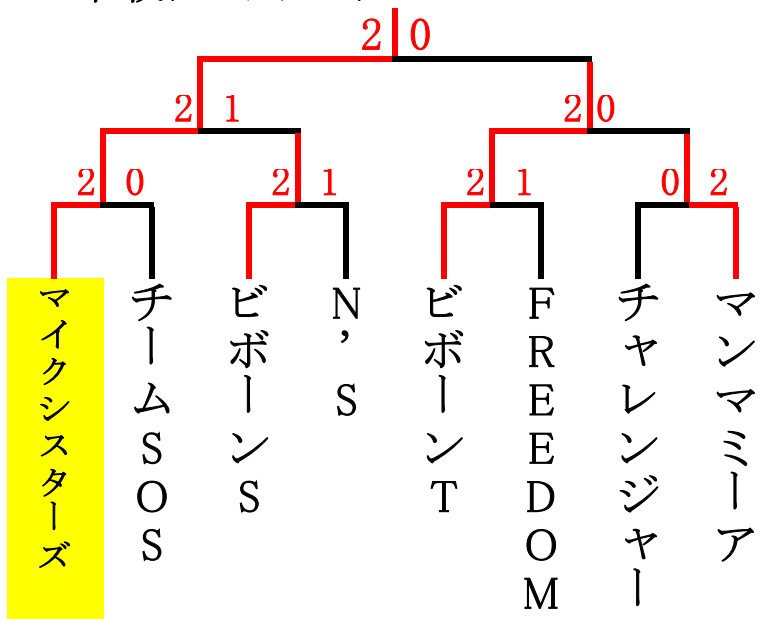 2 0
2 1
2 0
2 0
2 1
2 1
0 2
マイクシスターズ
チームSOS
ビボーンS
N’S
ビボーンT
FREEDOM
チャレンジャー
マンマミーア